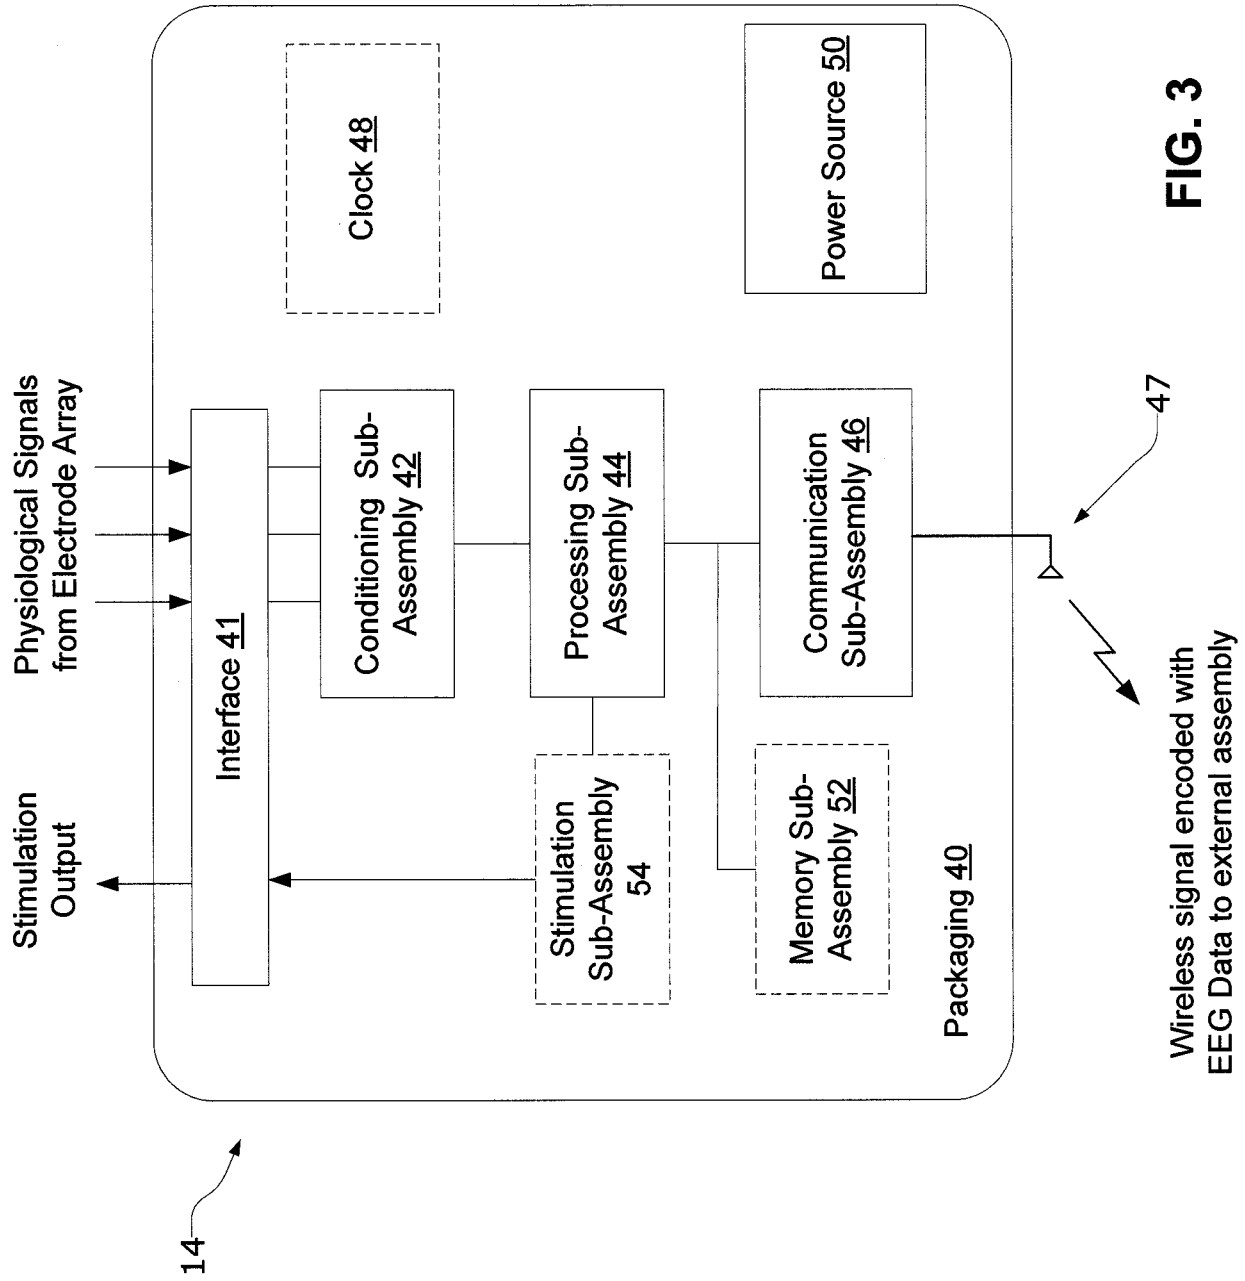 Physiological Signals
from Electrode Array
Stimulation
Output
Interface 41
Clock 48
Conditioning Sub-
Assembly 42
Processing Sub-
Assembly 44
Stimulation
Sub-Assembly
54
Power Source 50
Communication
Sub-Assembly 46
Memory Sub-
Assembly 52
Packaging 40
47
14
Wireless signal encoded with
EEG Data to external assembly
FIG. 3